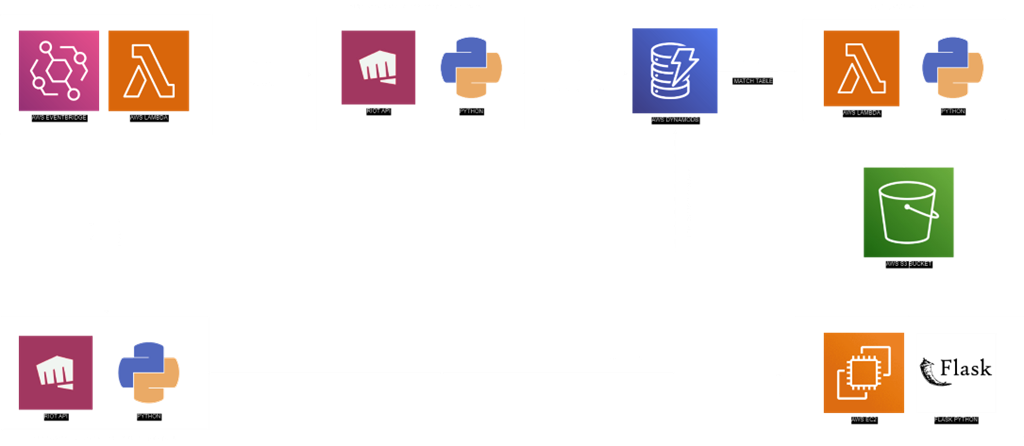 AWS EVENTBRIDGE
AWS LAMBDA
RIOT API
PYTHON
AWS DYNAMODB
MATCH TABLE
AWS LAMBDA
PYTHON
AWS S3 BUCKET
RIOT API
PYTHON
AWS EC2
Flask
FLASK PYTHON